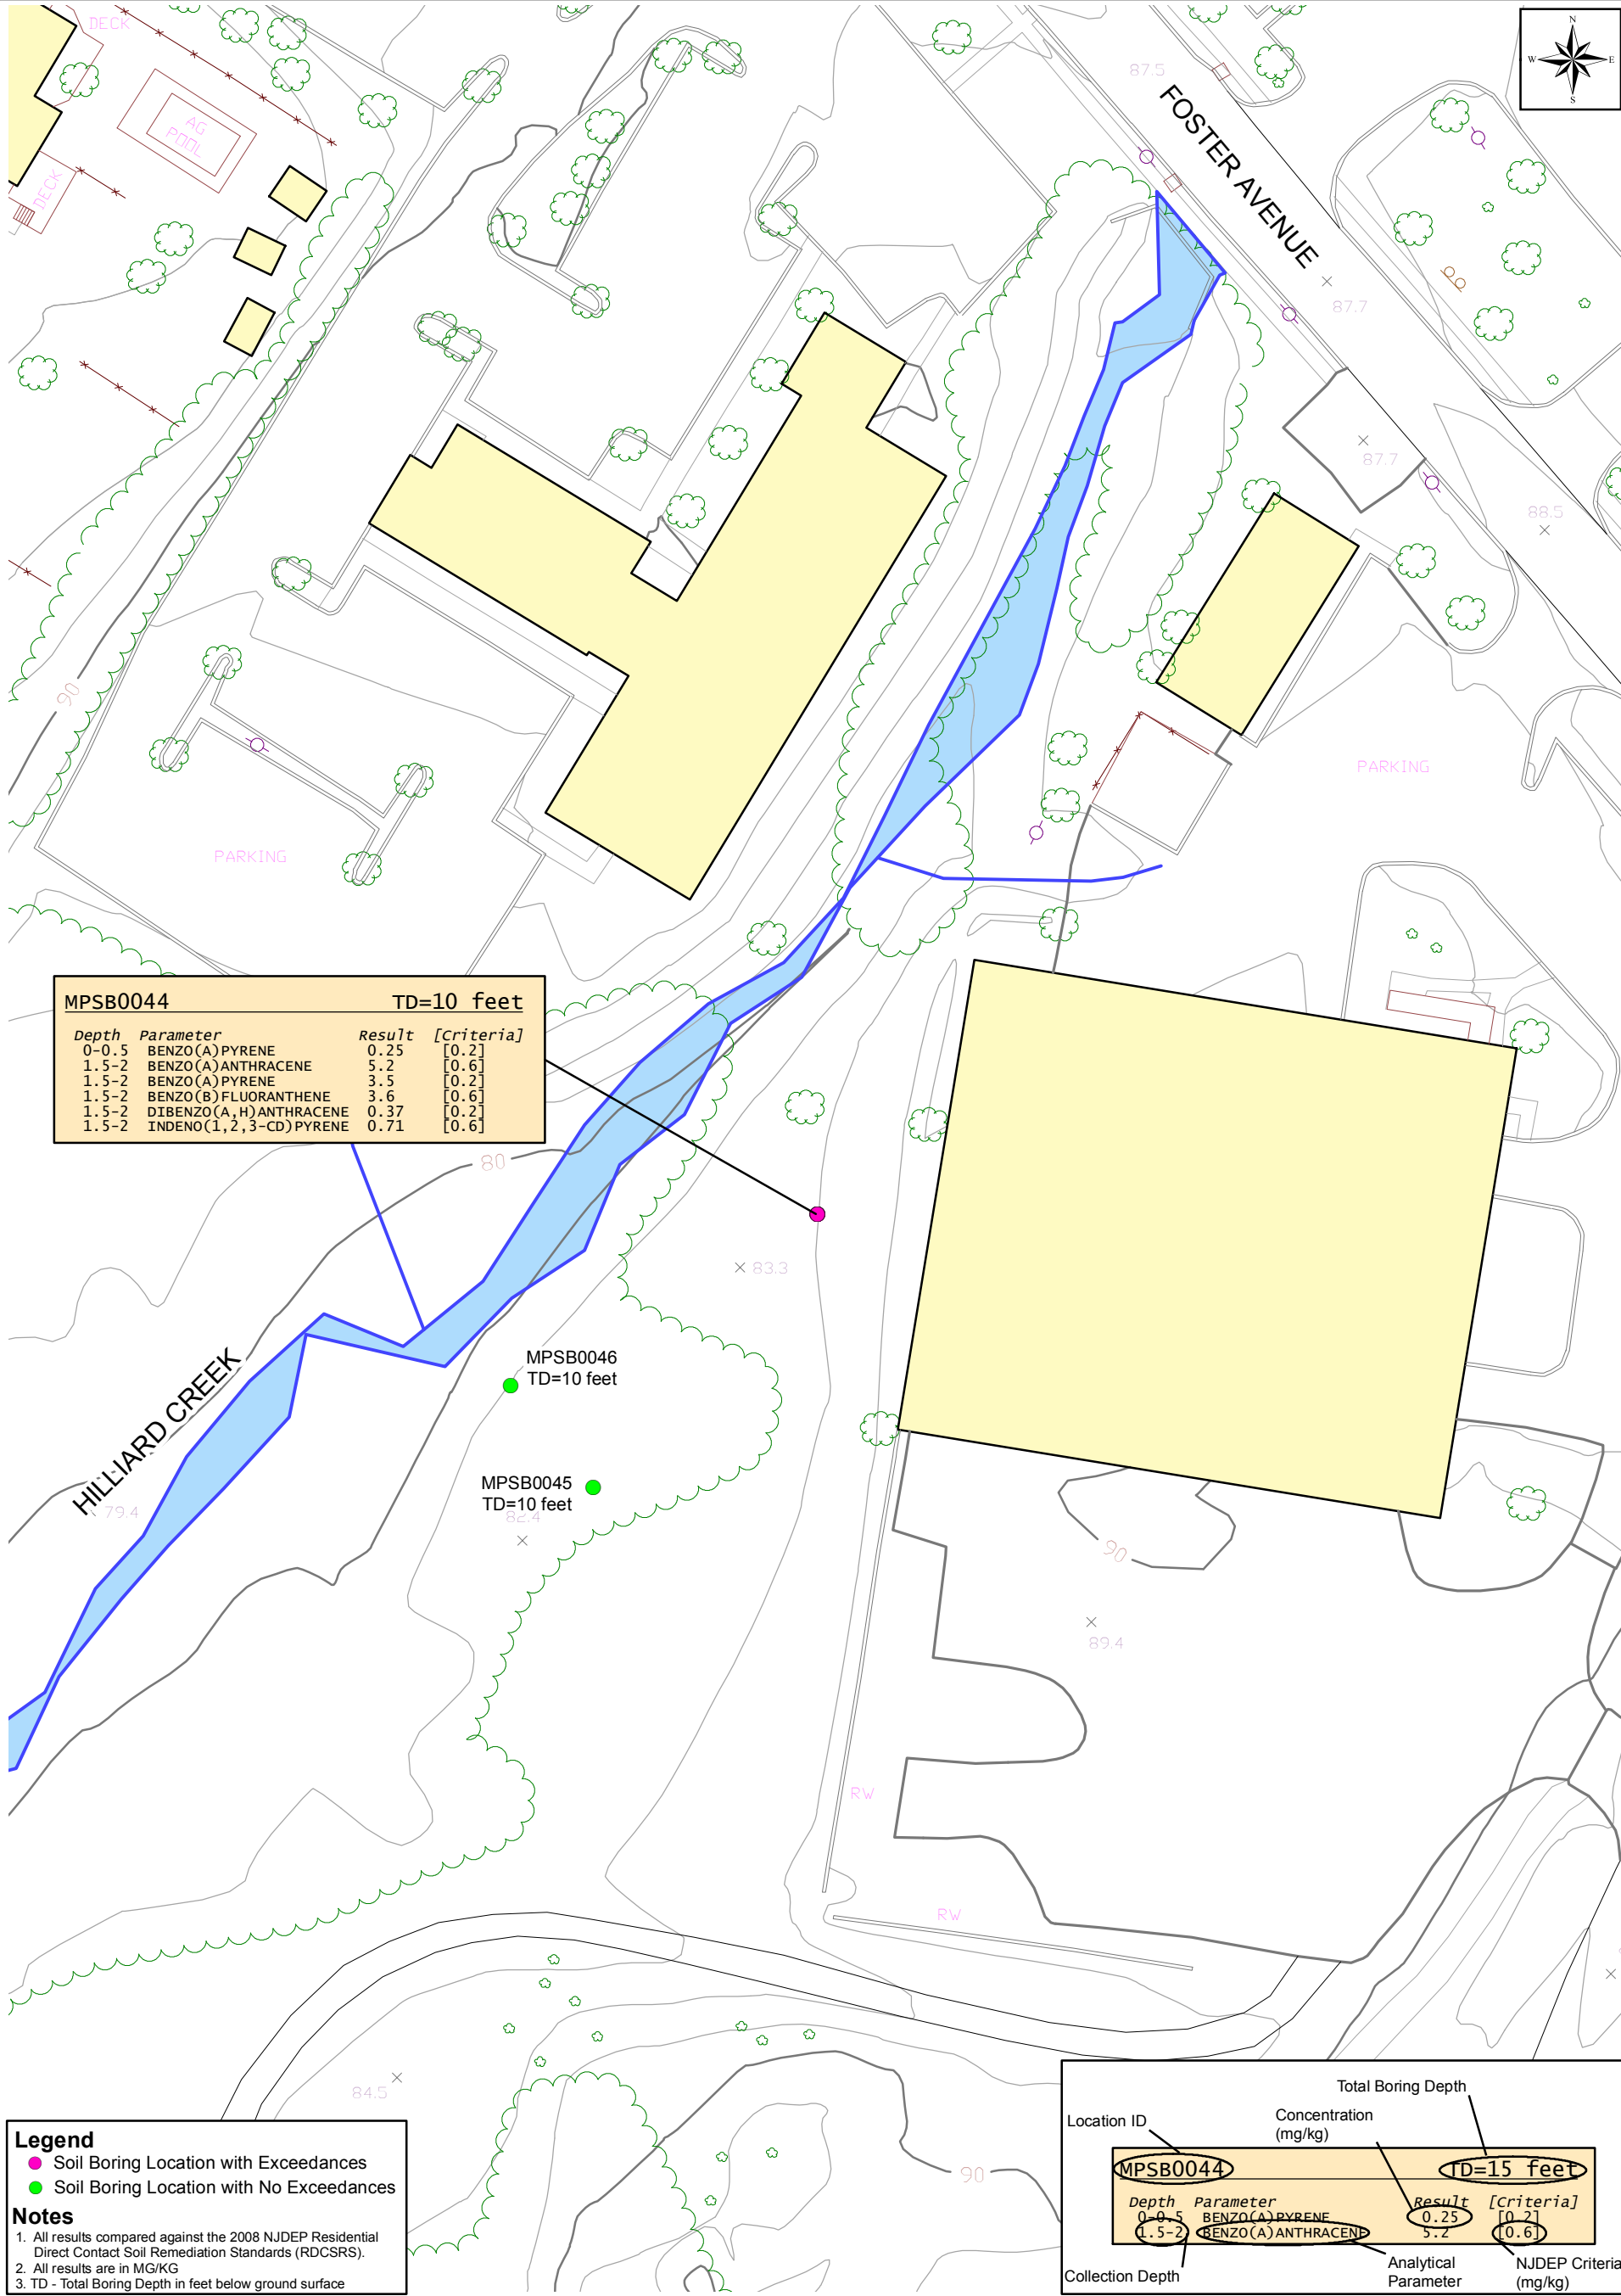 DECK
AG
POOL
DECK
N
W
E
S
87.5
FOSTER AVENUE
87.7
87.7
88.5
90
PARKING
PARKING
MPSB0044 TD=10 feet
Depth Parameter Result [Criteria]
0-0.5 BENZO(A)PYRENE 0.25 [0.2]
1.5-2 BENZO(A)ANTHRACENE 5.2 [0.6]
1.5-2 BENZO(A)PYRENE 3.5 [0.2]
1.5-2 BENZO(B)FLUORANTHENE 3.6 [0.6]
1.5-2 DIBENZO(A,H)ANTHRACENE 0.37 [0.2]
1.5-2 INDENO(1,2,3-CD)PYRENE 0.71 [0.6]
80
83.3
MPSB0046
TD=10 feet
HILLIARD CREEK
79.4
MPSB0045
TD=10 feet
82.4
90
89.4
RW
RW
84.5
90
Legend
Soil Boring Location with Exceedances
Soil Boring Location with No Exceedances
Notes
1. All results compared against the 2008 NJDEP Residential
Direct Contact Soil Remediation Standards (RDCSRS).
2. All results are in MG/KG
3. TD - Total Boring Depth in feet below ground surface
Total Boring Depth
Location ID
Concentration
(mg/kg)
MPSB0044 TD=15 feet
Depth Parameter Result [Criteria]
0-0.5 BENZO(A)PYRENE 0.25 [0.2]
1.5-2 BENZO(A)ANTHRACENE 5.2 [0.6]
Collection Depth
Analytical
Parameter
NJDEP Criteria
(mg/kg)